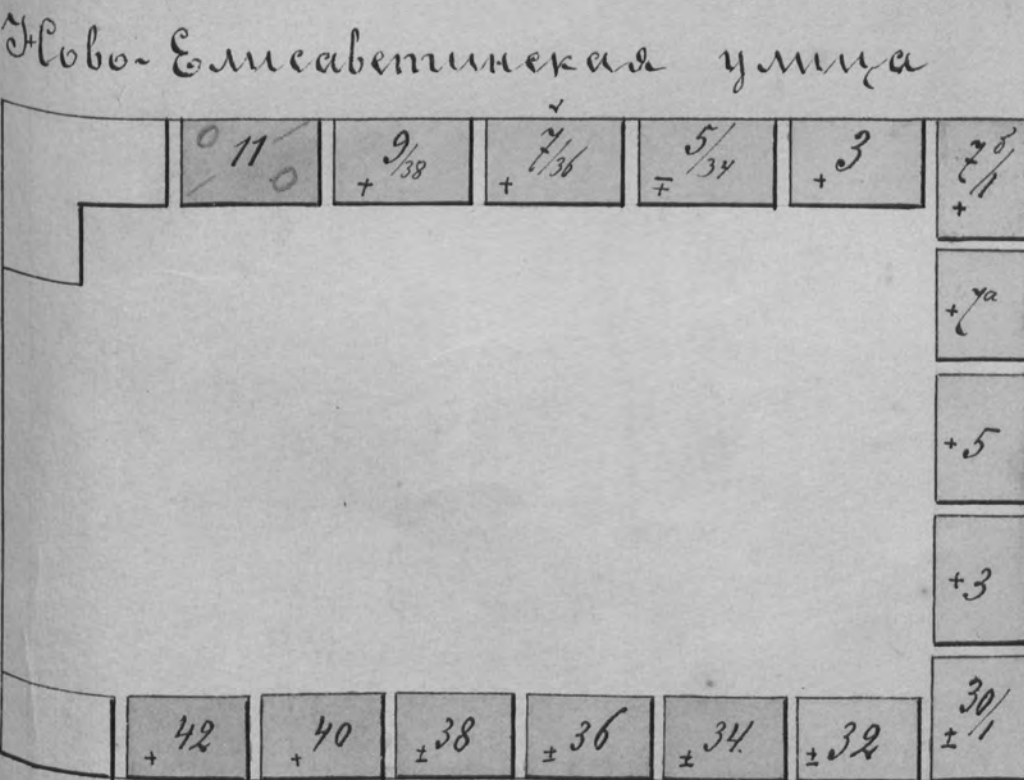 Ново-Елисаветинская улица
11 9/38 7/36 5/34 3 7б/1
+ + ∓ + +
+7а
+5
+3
42 40 ±38 ±36 ±34 ±32 ±30/1
+ +